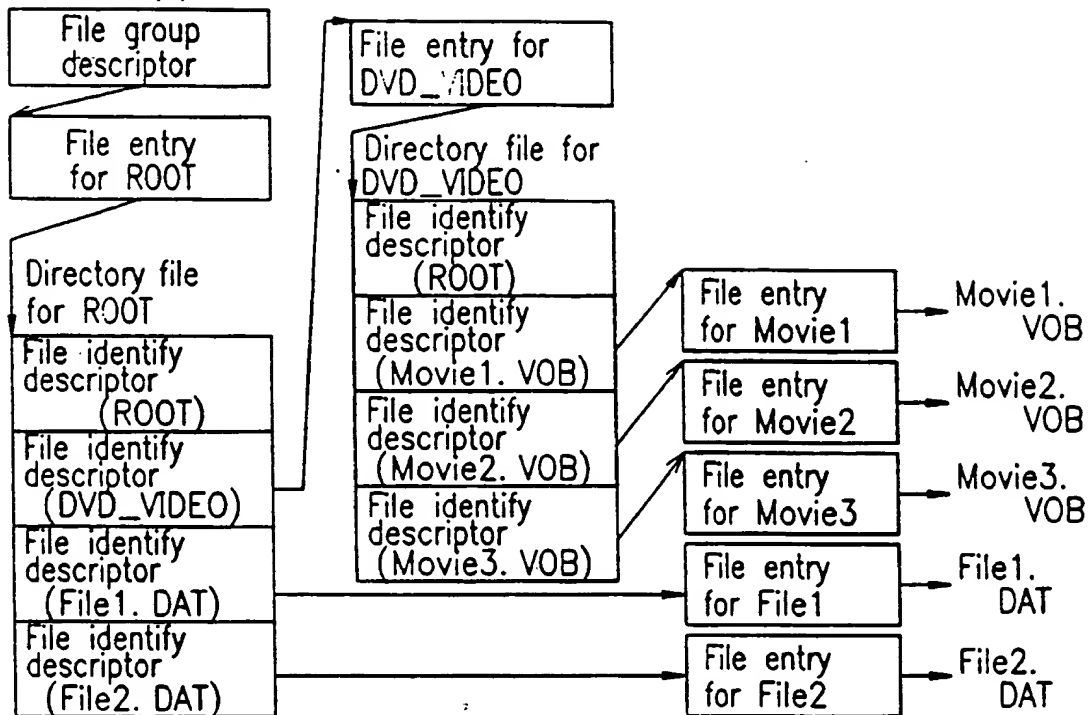 File group
descriptor
File entry
for ROOT
Directory file
for ROOT
File identify
descriptor
(ROOT)
File identify
descriptor
(DVD_VIDEO)
File identify
descriptor
(File1. DAT)
File identify
descriptor
(File2. DAT)
File entry for
DVD_VIDEO
Directory file for
DVD_VIDEO
File identify
descriptor
(ROOT)
File identify
descriptor
(Movie1. VOB)
File identify
descriptor
(Movie2. VOB)
File identify
descriptor
(Movie3. VOB)
File entry
for Movie1
Movie1.
VOB
File entry
for Movie2
Movie2.
VOB
File entry
for Movie3
Movie3.
VOB
File entry
for File1
File1.
DAT
File entry
for File2
File2.
DAT